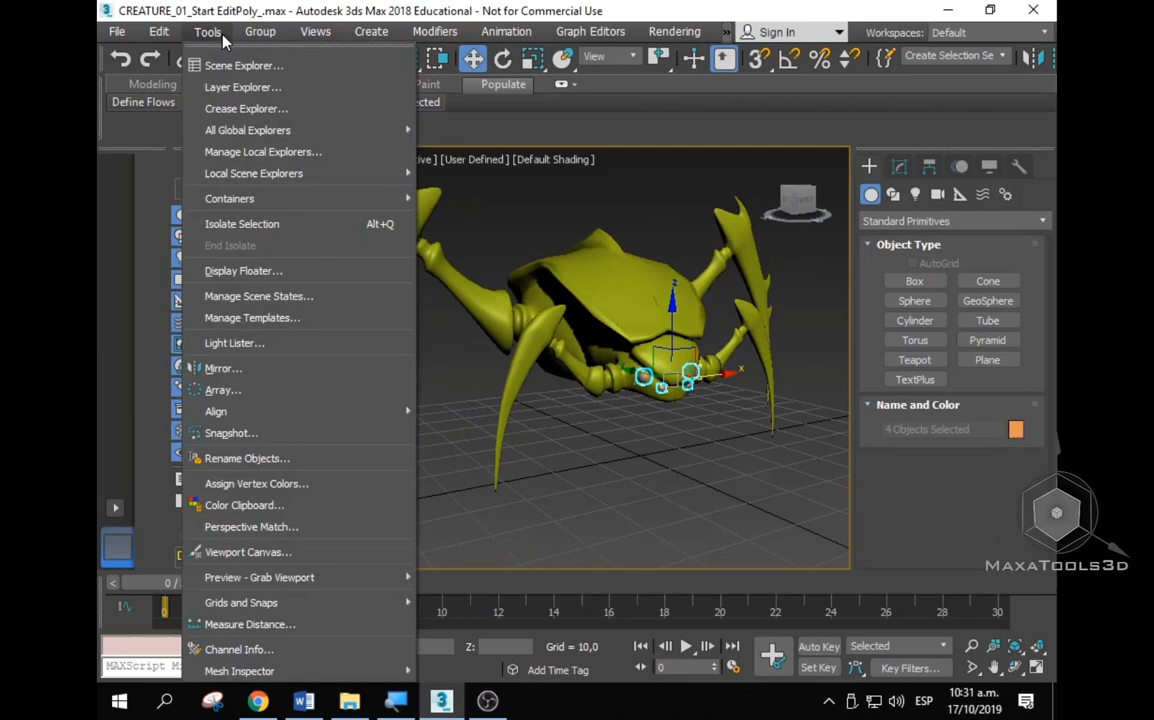 CREATURE_01_Start EditPoly_.max - Autodesk 3ds Max 2018 Educational - Not for Commercial Use
File Edit Tools Group Views Create Modifiers Animation Graph Editors Rendering » Sign In Workspaces: Default
View 3 % Create Selection Se
Modeling Paint Populate
Define Flows
Scene Explorer...
Layer Explorer...
Crease Explorer...
All Global Explorers
Manage Local Explorers...
Local Scene Explorers
Containers
Isolate Selection Alt+Q
End Isolate
Display Floater...
Manage Scene States...
Manage Templates...
Light Lister...
Mirror...
Array...
Align
Snapshot...
Rename Objects...
Assign Vertex Colors...
Color Clipboard...
Perspective Match...
Viewport Canvas...
Preview - Grab Viewport
Grids and Snaps
Measure Distance...
Channel Info...
Mesh Inspector
[User Defined ] [Default Shading ]
z
x
Standard Primitives
Object Type
AutoGrid
Box Cone
Sphere GeoSphere
Cylinder Tube
Torus Pyramid
Teapot Plane
TextPlus
Name and Color
4 Objects Selected
MAXATOOLS3D
0 /
0 10 12 14 16 18 20 22 24 26 28 30
Z: Grid = 10,0 Auto Key Selected
MAXScript Mi Add Time Tag 0 Set Key Key Filters...
3 ESP 10:31 a.m.
17/10/2019